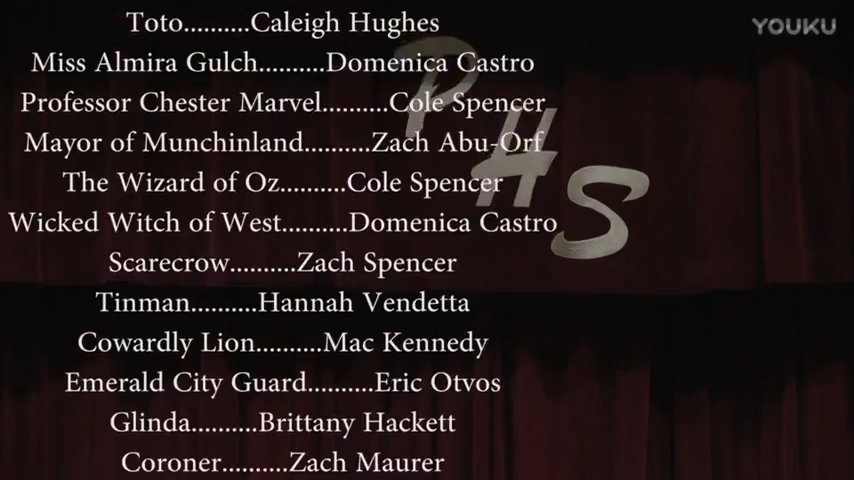 YOUKU
Toto..........Caleigh Hughes
Miss Almira Gulch..........Domenica Castro
Professor Chester Marvel..........Cole Spencer
Mayor of Munchinland..........Zach Abu-Orf
The Wizard of Oz..........Cole Spencer
Wicked Witch of West..........Domenica Castro
Scarecrow..........Zach Spencer
Tinman..........Hannah Vendetta
Cowardly Lion..........Mac Kennedy
Emerald City Guard..........Eric Otvos
Glinda..........Brittany Hackett
Coroner..........Zach Maurer
PHS